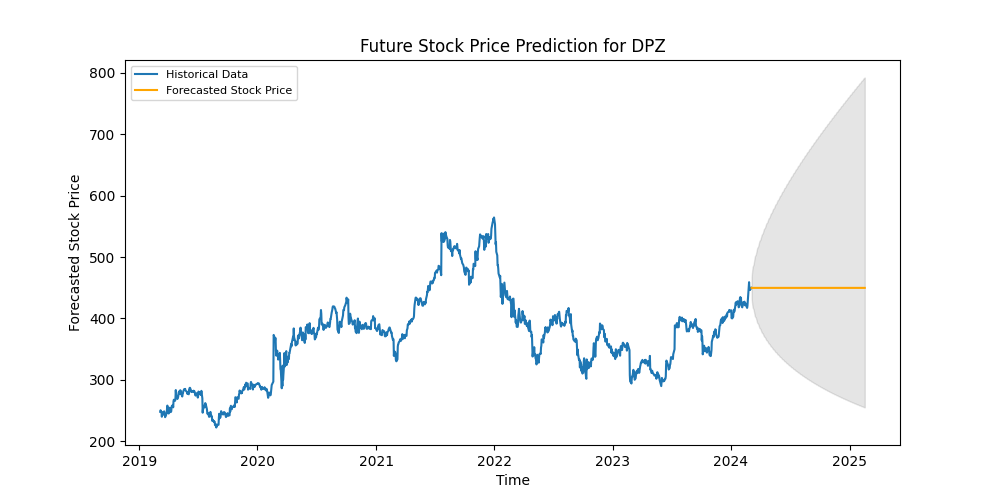 Future Stock Price Prediction for DPZ
Historical Data
Forecasted Stock Price
Forecasted Stock Price
800
700
600
500
400
300
200
2019
2020
2021
2022
2023
2024
2025
Time